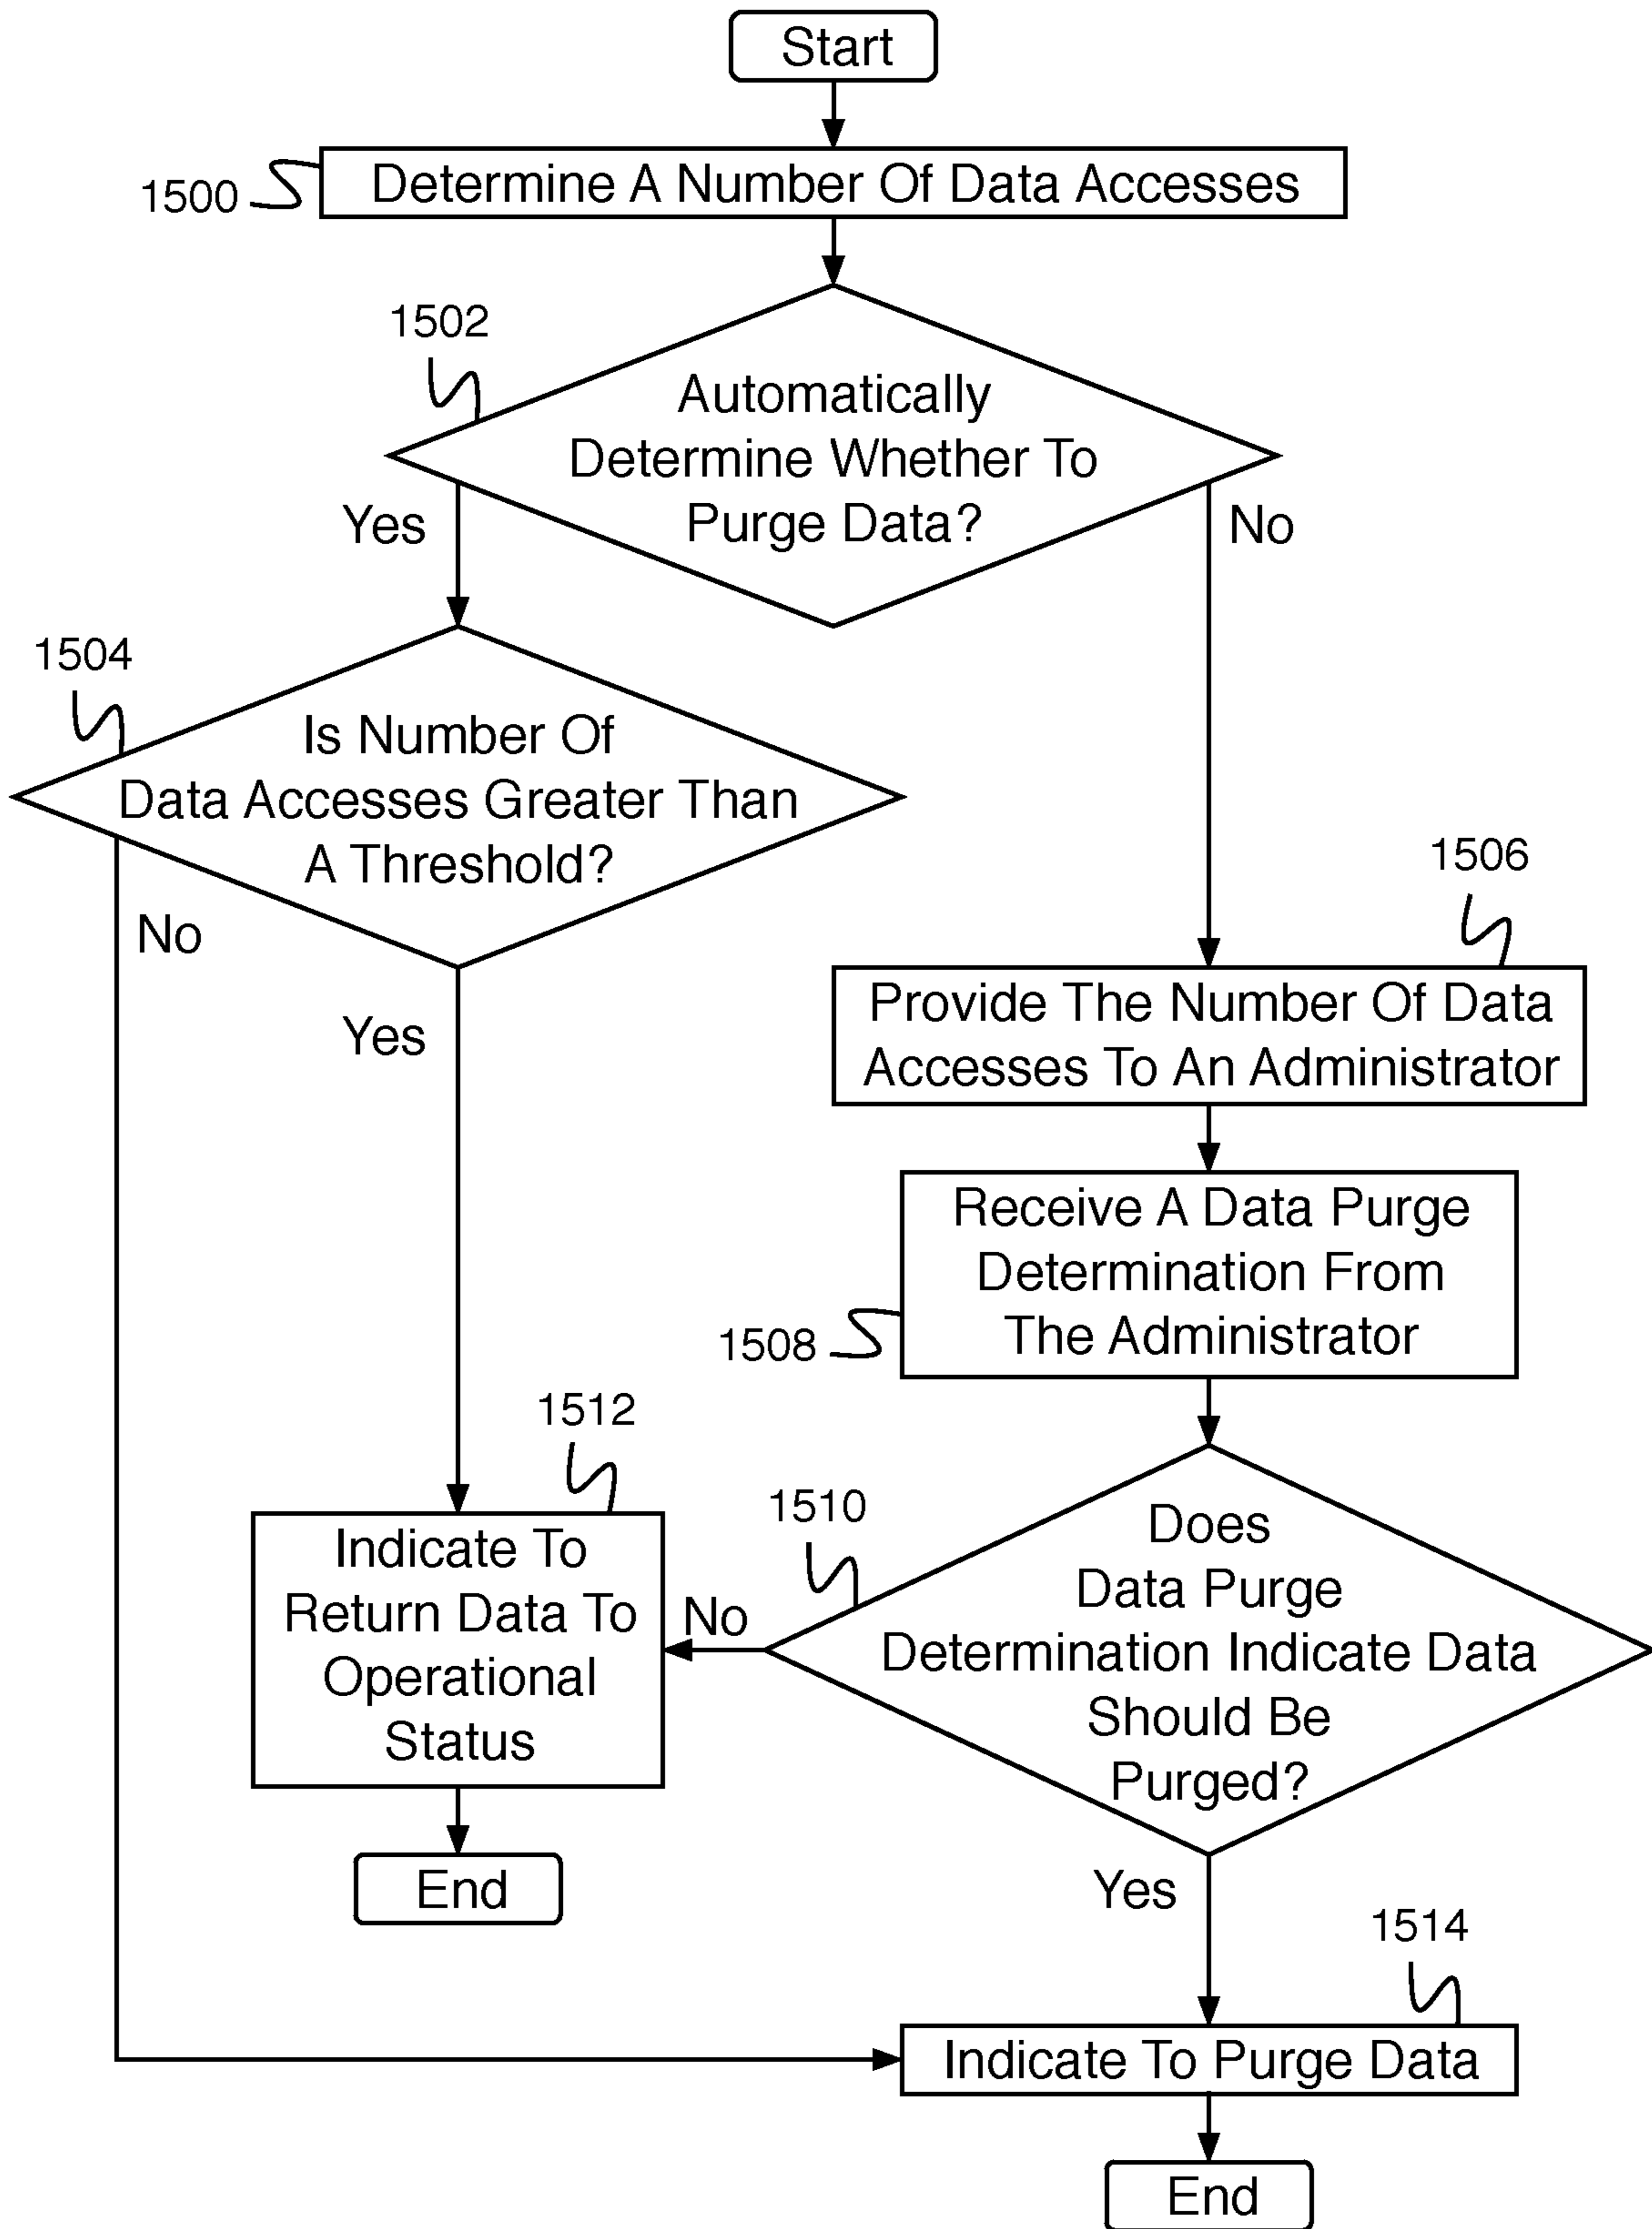 Start
1500
Determine A Number Of Data Accesses
1502
Automatically
Determine Whether To
Purge Data?
Yes
No
1504
Is Number Of
Data Accesses Greater Than
A Threshold?
No
Yes
1506
Provide The Number Of Data
Accesses To An Administrator
Receive A Data Purge
Determination From
The Administrator
1508
1512
Indicate To
Return Data To
Operational
Status
1510
Does
Data Purge
Determination Indicate Data
Should Be
Purged?
No
End
Yes
1514
Indicate To Purge Data
End